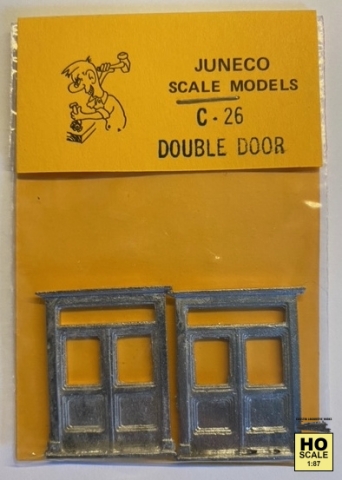 JUNECO
SCALE MODELS
C - 26
DOUBLE DOOR
HO
SCALE
1:87